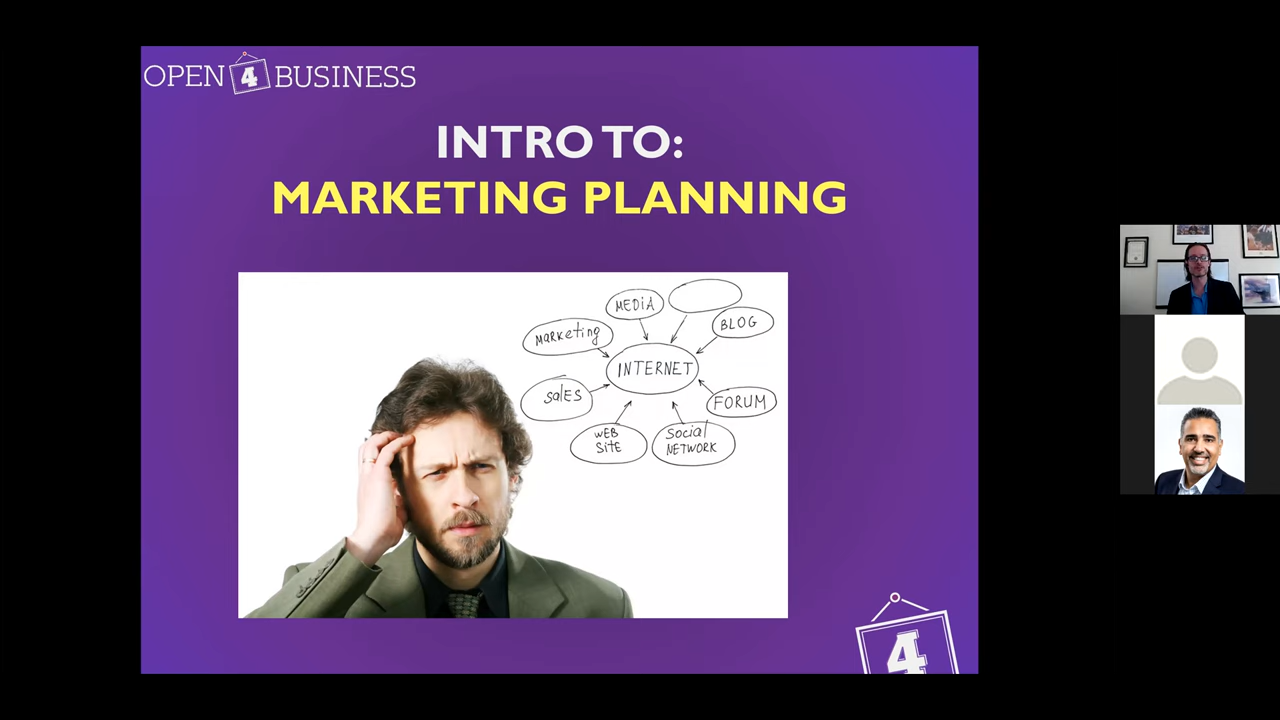 OPEN 4 BUSINESS
INTRO TO:
MARKETING PLANNING
MEDIA
BLOG
Marketing
INTERNET
SalES
FORUM
WEB
SiTE
Social
NETWORK
4